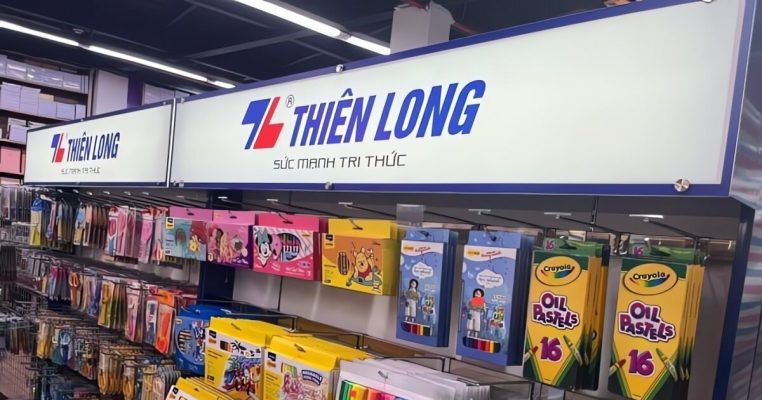 THIÊN LONG
SỨC MẠNH TRI THỨC
® THIÊN LONG
SỨC MẠNH TRI THỨC
Crayola
OIL
PASTELS
16
Crayola
OIL
PASTELS
16